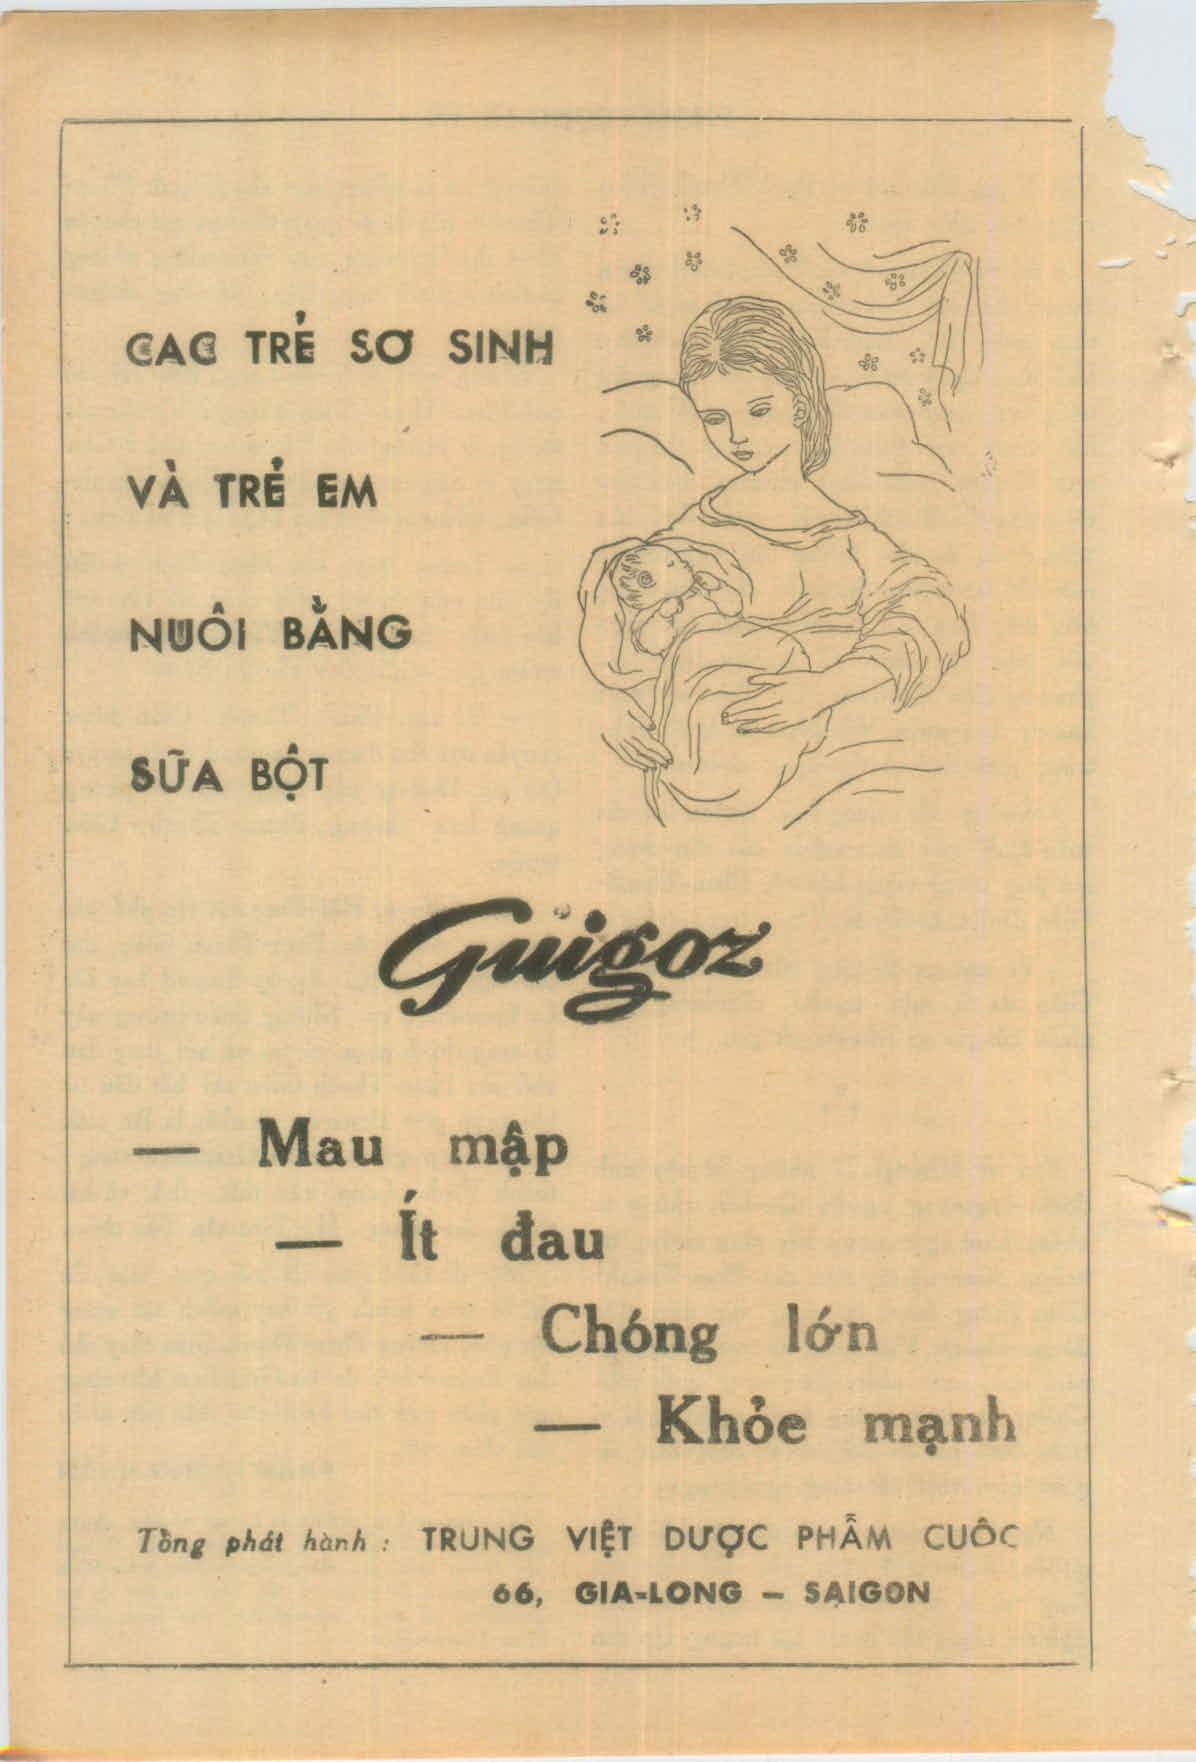 CAC TRẺ SƠ SINH
VÀ TRẺ EM
NUÔI BẰNG
SỮA BỘT
Guigoz
— Mau mập
— Ít đau
— Chóng lớn
— Khỏe mạnh
Tổng phát hành : TRUNG VIỆT DƯỢC PHẨM CUÔC
66, GIA-LONG — SAIGON